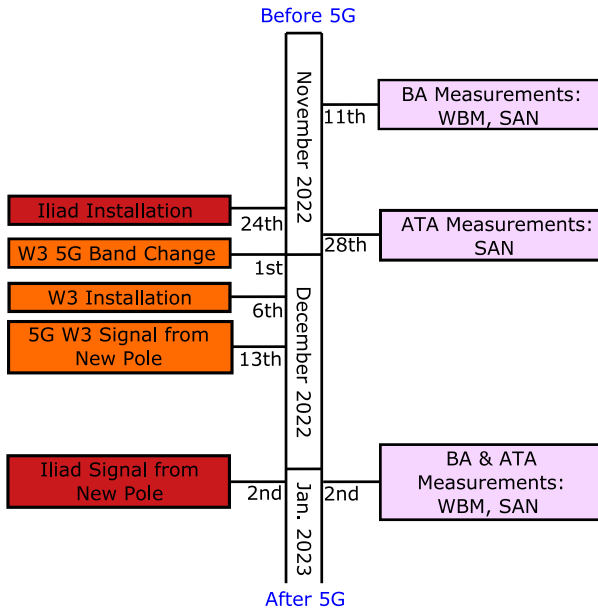 Before 5G
November 2022
BA Measurements:
WBM, SAN
11th
Iliad Installation
24th
ATA Measurements:
SAN
28th
W3 5G Band Change
1st
December 2022
W3 Installation
6th
5G W3 Signal from
New Pole
13th
Jan. 2023
Iliad Signal from
New Pole
2nd
2nd
BA & ATA
Measurements:
WBM, SAN
After 5G